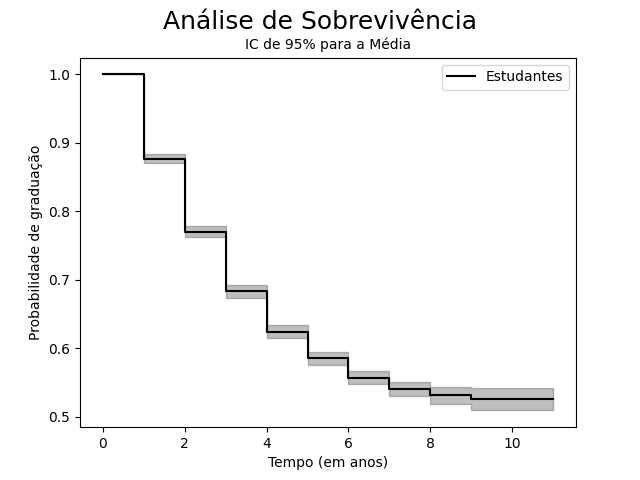 Análise de Sobrevivência
IC de 95% para a Média
Estudantes
Probabilidade de graduação
1.0
0.9
0.8
0.7
0.6
0.5
0
2
4
6
8
10
Tempo (em anos)